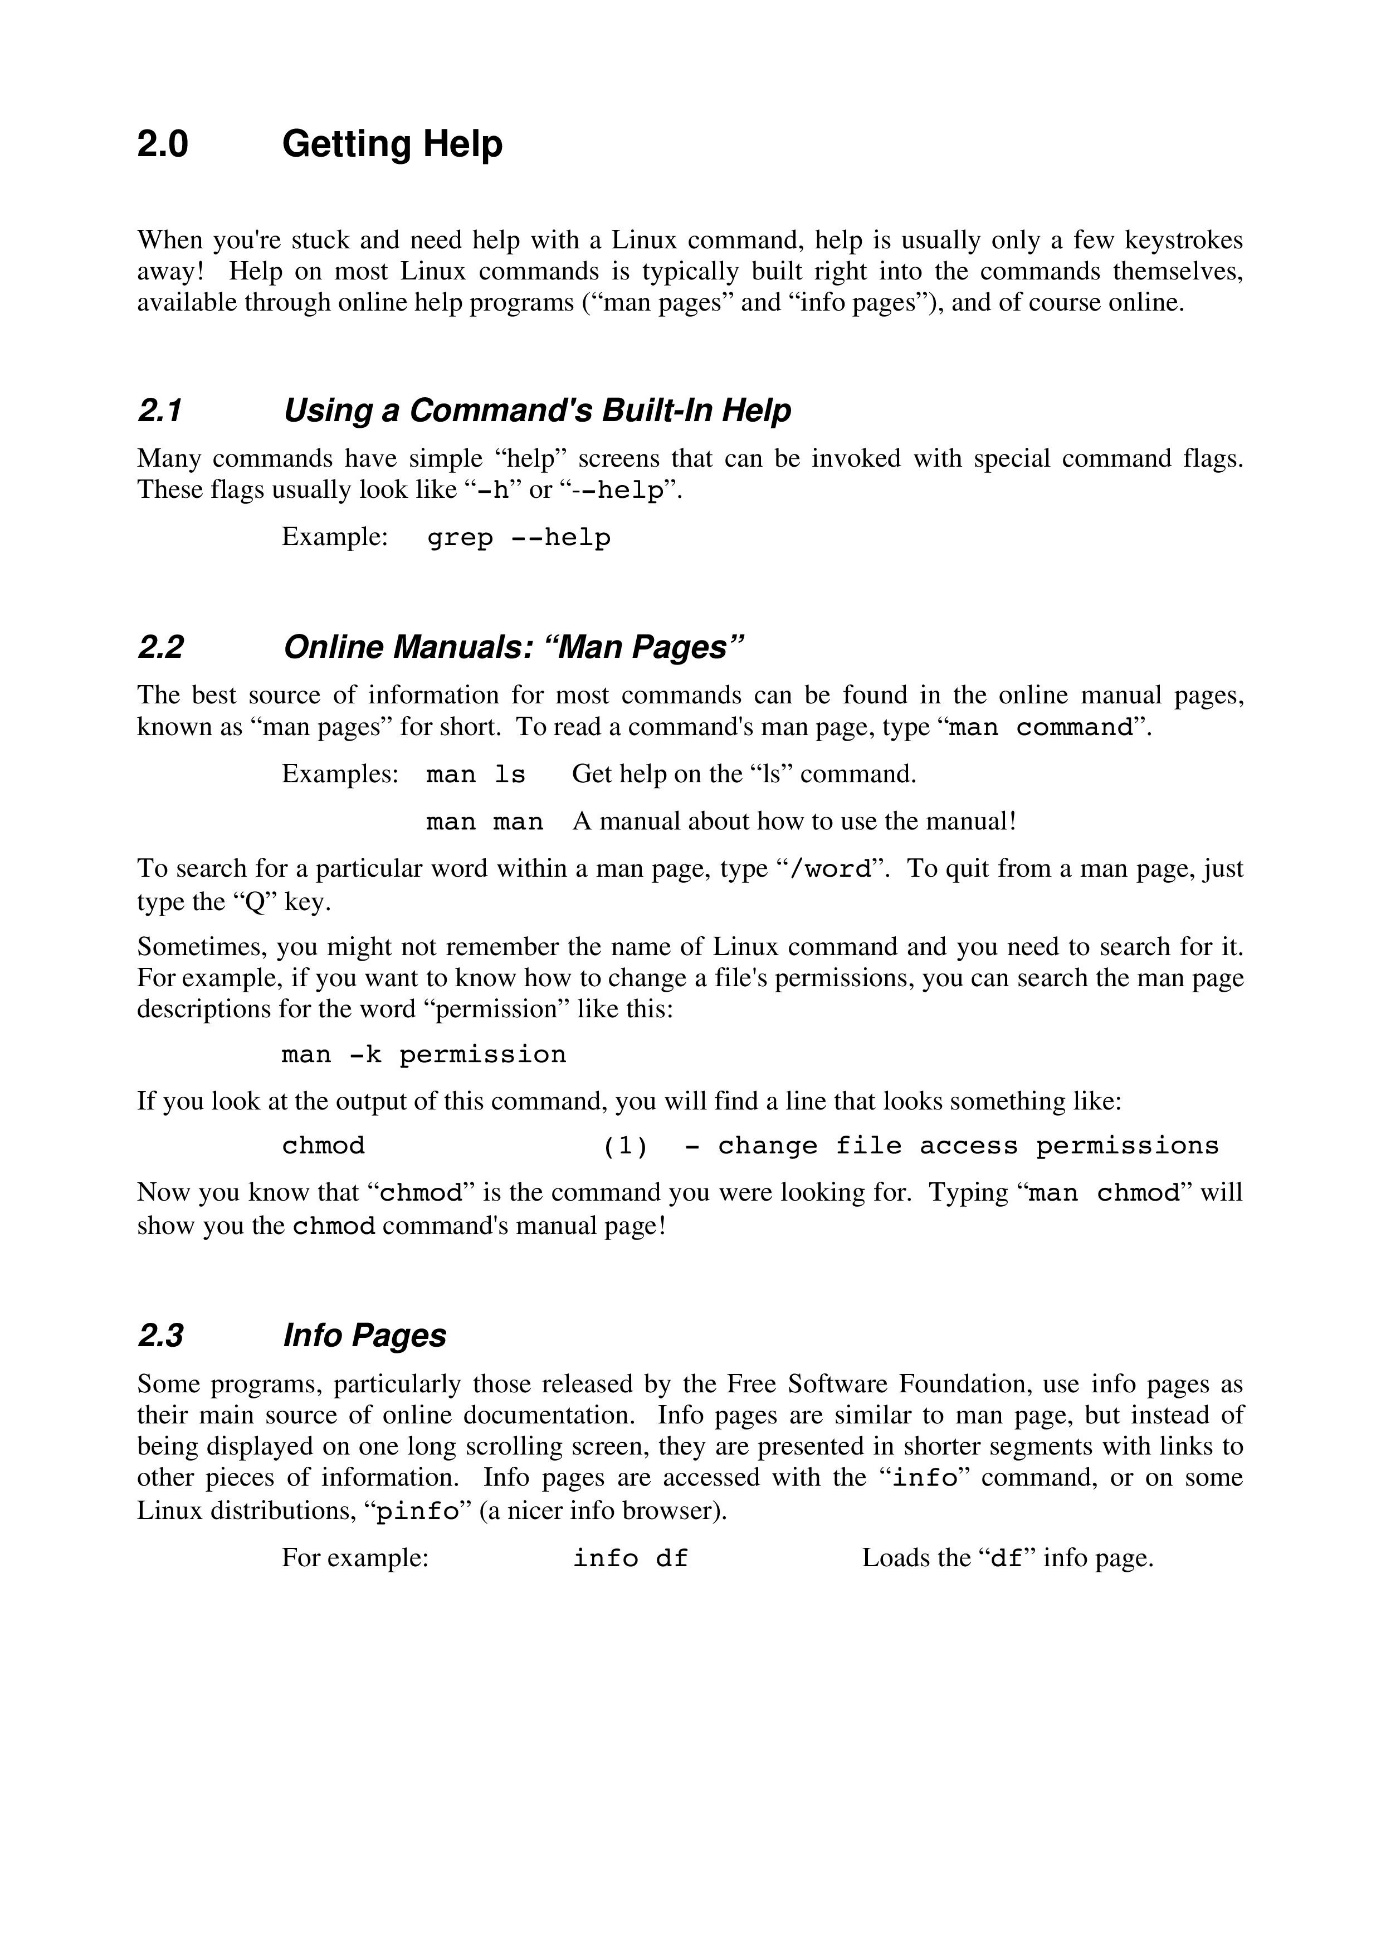 2.0 Getting Help
When you're stuck and need help with a Linux command, help is usually only a few keystrokes
away!  Help on most Linux commands is typically built right into the commands themselves,
available through online help programs (“man pages” and “info pages”), and of course online.
2.1 Using a Command's Built-In Help
Many commands have simple “help” screens that can be invoked with special command flags.
These flags usually look like “-h” or “--help”.
Example: grep --help
2.2 Online Manuals: “Man Pages”
The best source of information for most commands can be found in the online manual pages,
known as “man pages” for short.  To read a command's man page, type “man command”.
Examples: man ls Get help on the “ls” command.
man man A manual about how to use the manual!
To search for a particular word within a man page, type “/word”.  To quit from a man page, just
type the “Q” key.
Sometimes, you might not remember the name of Linux command and you need to search for it.
For example, if you want to know how to change a file's permissions, you can search the man page
descriptions for the word “permission” like this:
man -k permission
If you look at the output of this command, you will find a line that looks something like:
chmod (1) - change file access permissions
Now you know that “chmod” is the command you were looking for.  Typing “man chmod” will
show you the chmod command's manual page!
2.3 Info Pages
Some programs, particularly those released by the Free Software Foundation, use info pages as
their main source of online documentation.  Info pages are similar to man page, but instead of
being displayed on one long scrolling screen, they are presented in shorter segments with links to
other pieces of information.  Info pages are accessed with the “info” command, or on some
Linux distributions, “pinfo” (a nicer info browser).
For example: info df Loads the “df” info page.